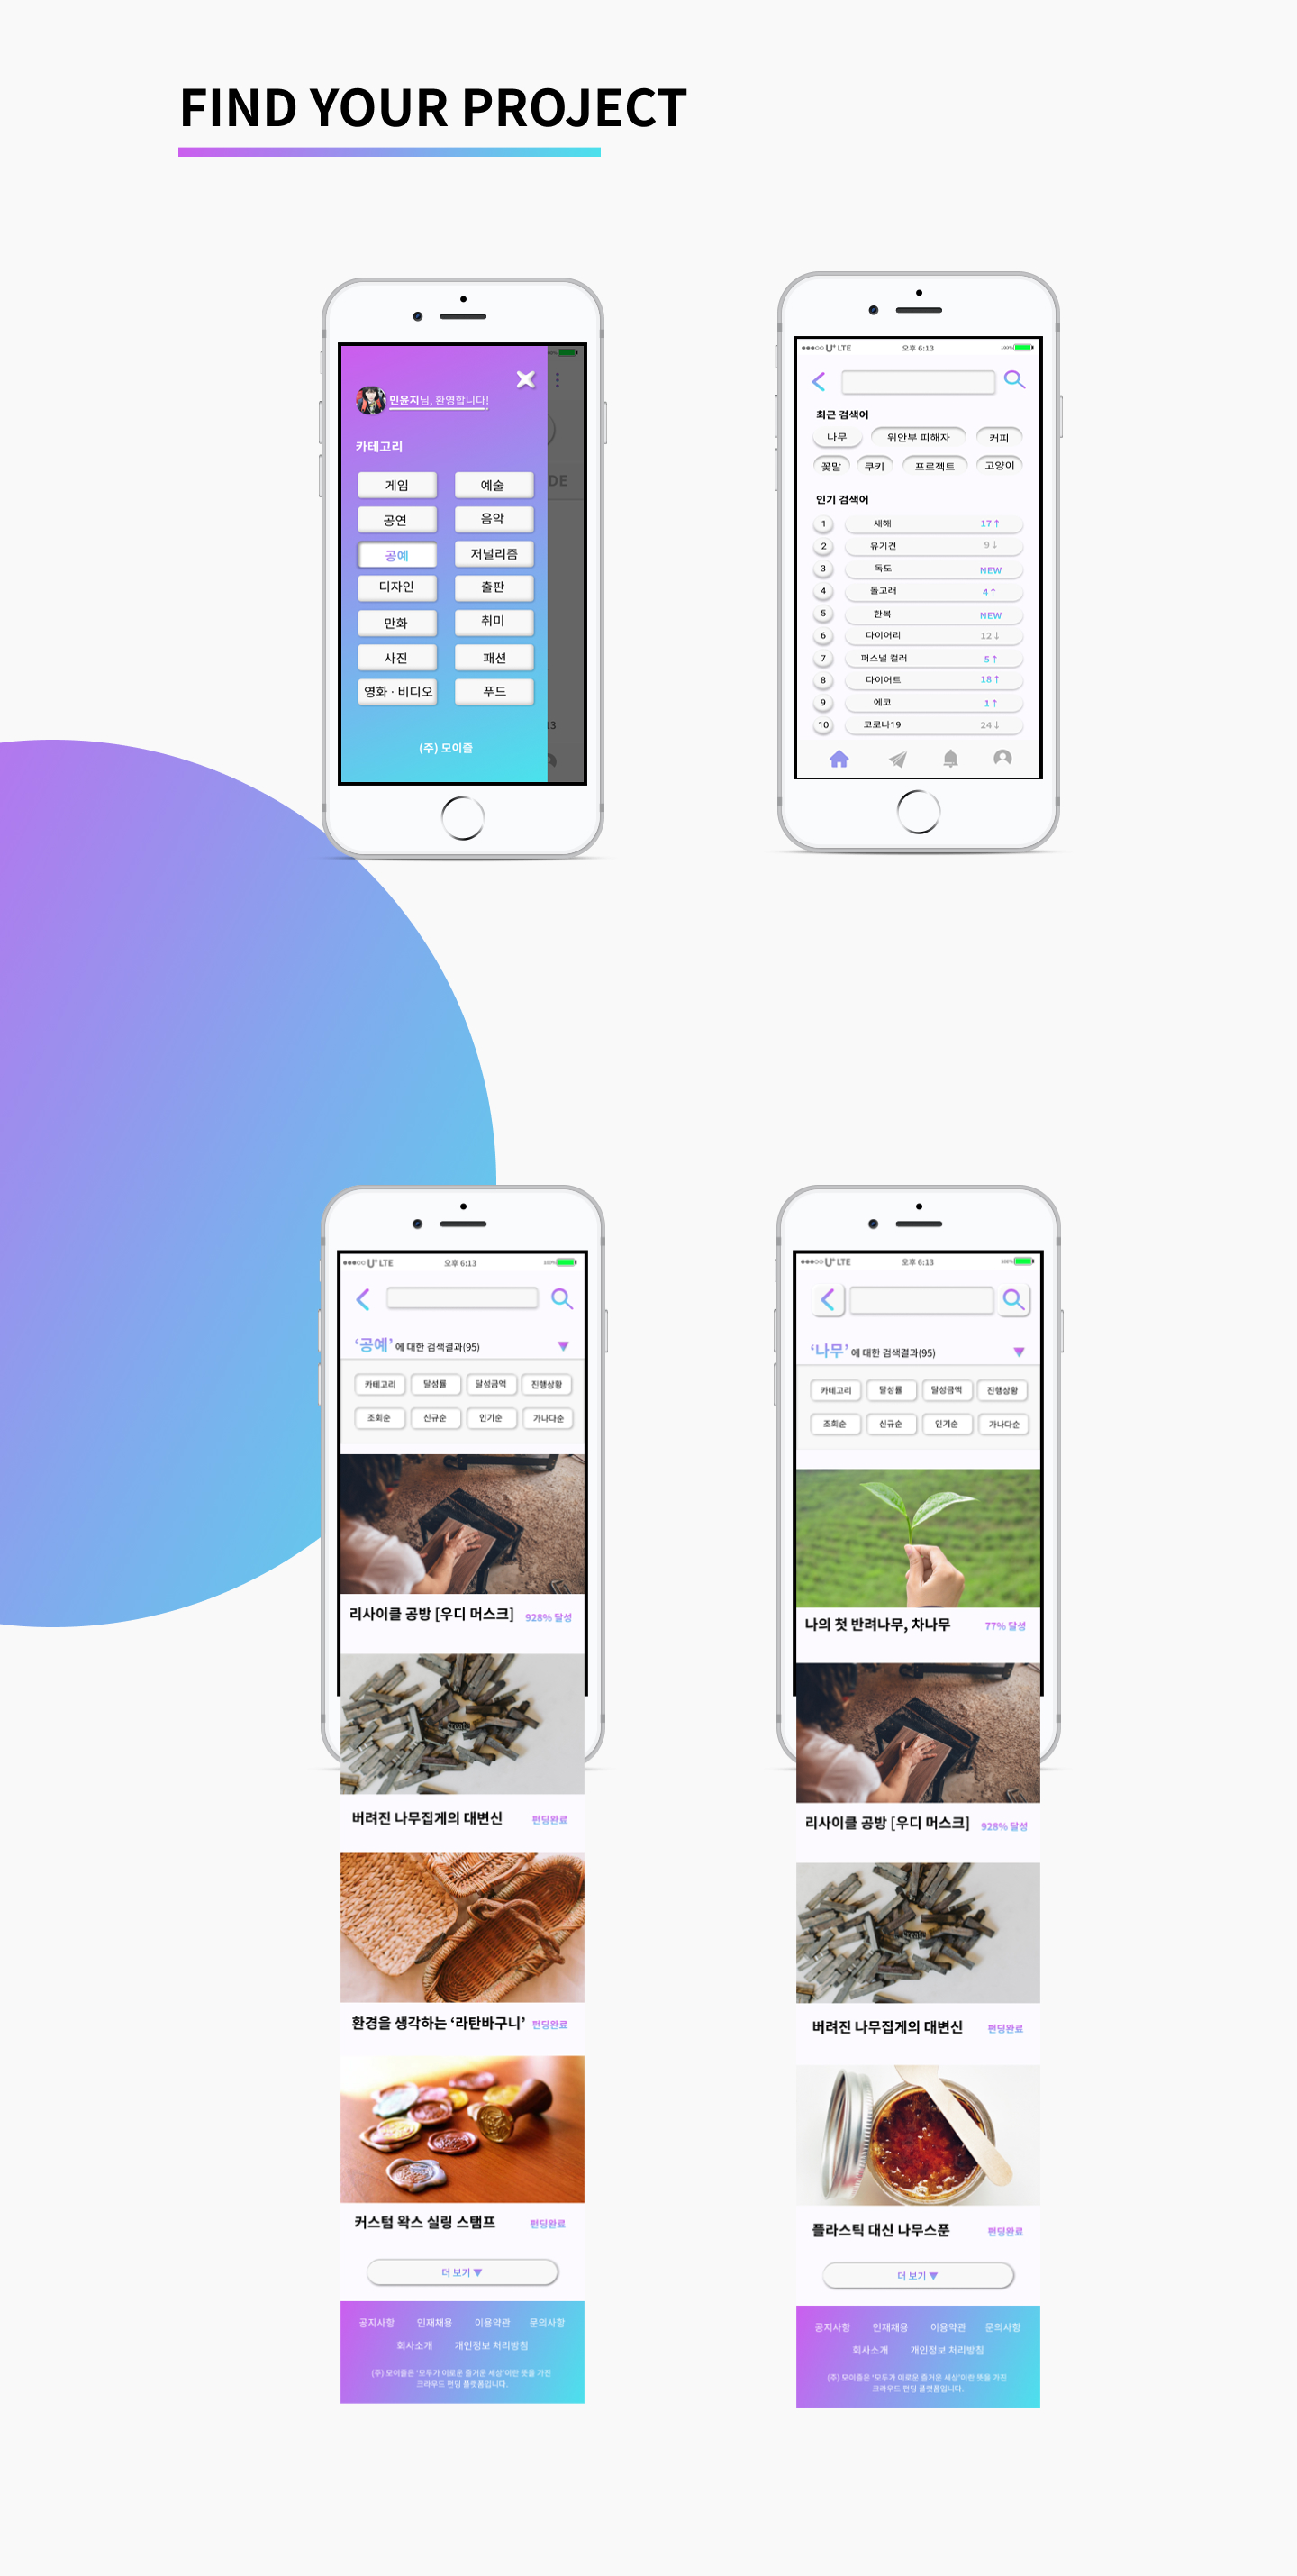 FIND YOUR PROJECT
민윤지님, 환영합니다!
카테고리
게임 예술
공연 음악
공예 저널리즘
디자인 출판
만화 취미
사진 패션
영화 · 비디오 푸드
(주) 모이즐
DE
13
U+ LTE 오후 6:13 100%
최근 검색어
나무 위안부 피해자 커피
꽃말 쿠키 프로젝트 고양이
인기 검색어
1 새해 17↑
2 유기견 9↓
3 독도 NEW
4 돌고래 4↑
5 한복 NEW
6 다이어리 12↓
7 퍼스널 컬러 5↑
8 다이어트 18↑
9 에코 1↑
10 코로나19 24↓
U+ LTE 오후 6:13 100%
‘공예’ 에 대한 검색결과(95) ▼
카테고리 달성률 달성금액 진행상황
조회순 신규순 인기순 가나다순
리사이클 공방 [우디 머스크] 928% 달성
버려진 나무집게의 대변신 펀딩완료
환경을 생각하는 ‘라탄바구니’ 펀딩완료
커스텀 왁스 실링 스탬프 펀딩완료
더 보기 ▼
공지사항 인재채용 이용약관 문의사항
회사소개 개인정보 처리방침
(주) 모이즐은 ‘모두가 이로운 즐거운 세상’이란 뜻을 가진
크라우드 펀딩 플랫폼입니다.
U+ LTE 오후 6:13 100%
‘나무’ 에 대한 검색결과(95) ▼
카테고리 달성률 달성금액 진행상황
조회순 신규순 인기순 가나다순
나의 첫 반려나무, 차나무 77% 달성
리사이클 공방 [우디 머스크] 928% 달성
버려진 나무집게의 대변신 펀딩완료
플라스틱 대신 나무스푼 펀딩완료
더 보기 ▼
공지사항 인재채용 이용약관 문의사항
회사소개 개인정보 처리방침
(주) 모이즐은 ‘모두가 이로운 즐거운 세상’이란 뜻을 가진
크라우드 펀딩 플랫폼입니다.